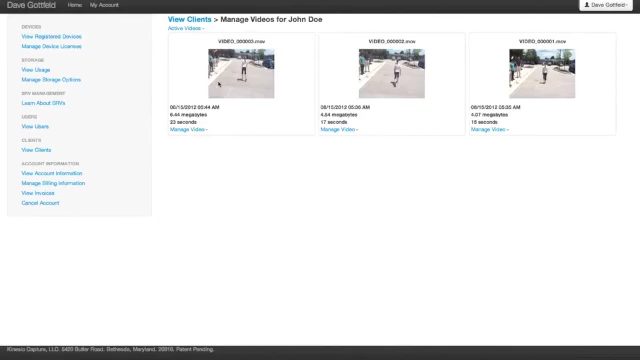 Dave Gottfeld
Home
My Account
Dave Gottfeld
DEVICES
View Registered Devices
Manage Device Licenses
STORAGE
View Usage
Manage Storage Options
SRV MANAGEMENT
Learn About SRVs
USERS
View Users
CLIENTS
View Clients
ACCOUNT INFORMATION
View Account Information
Manage Billing Information
View Invoices
Cancel Account
View Clients > Manage Videos for John Doe
Active Videos
VIDEO_000003.mov
08/15/2012 05:44 AM
6.44 megabytes
23 seconds
Manage Video
VIDEO_000002.mov
08/15/2012 05:36 AM
4.54 megabytes
17 seconds
Manage Video
VIDEO_000001.mov
08/15/2012 05:35 AM
4.07 megabytes
15 seconds
Manage Video
Kinesio Capture, LLC. 5420 Butler Road. Bethesda, Maryland. 20816. Patent Pending.